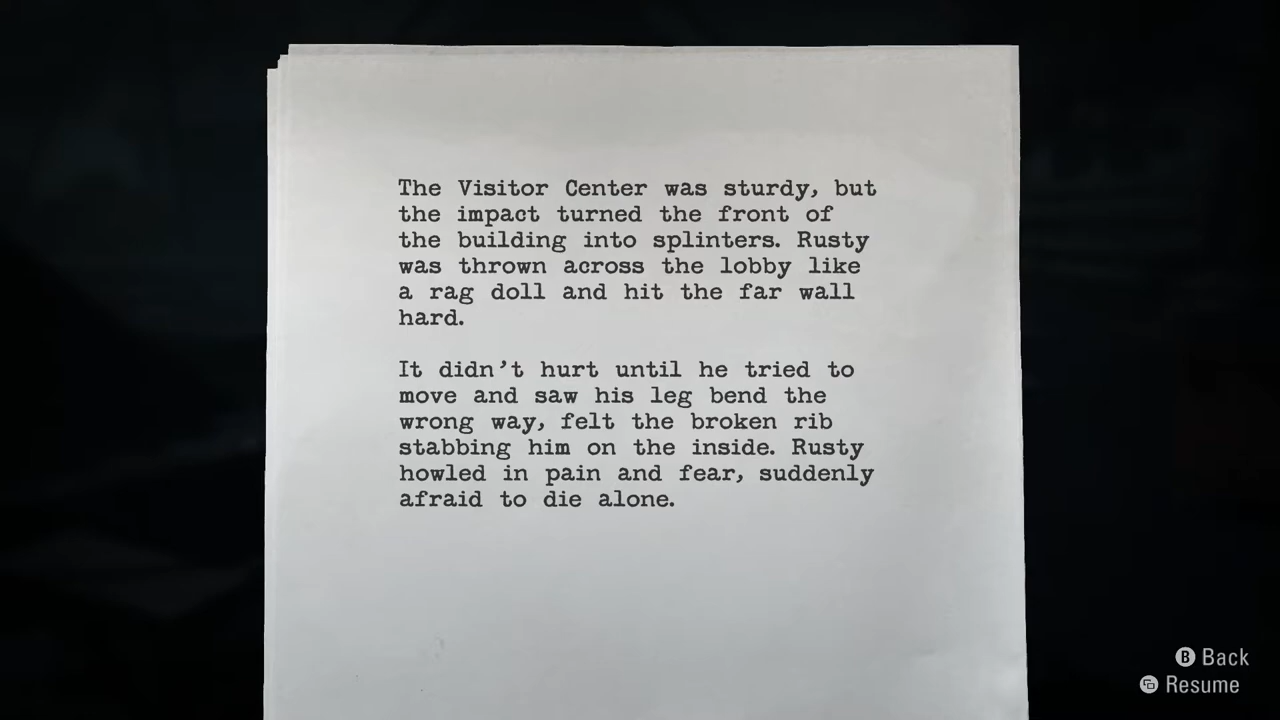 The Visitor Center was sturdy, but
the impact turned the front of
the building into splinters. Rusty
was thrown across the lobby like
a rag doll and hit the far wall
hard.
It didn't hurt until he tried to
move and saw his leg bend the
wrong way, felt the broken rib
stabbing him on the inside. Rusty
howled in pain and fear, suddenly
afraid to die alone.
B Back
Resume